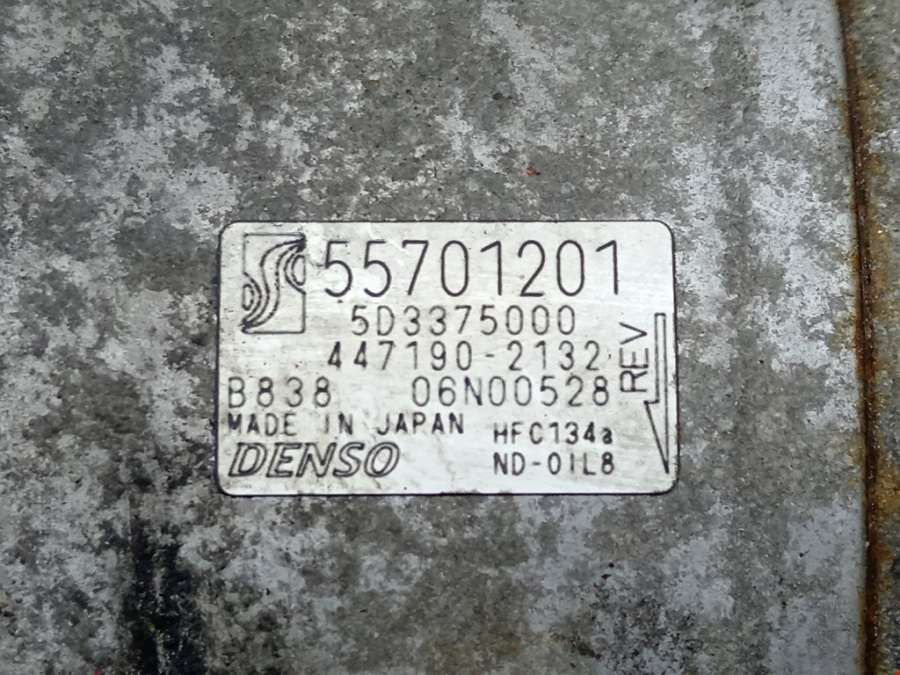 55701201
5D3375000
447190-2132
REV
B838 06N00528
MADE IN JAPAN HFC134a
DENSO ND-OIL8